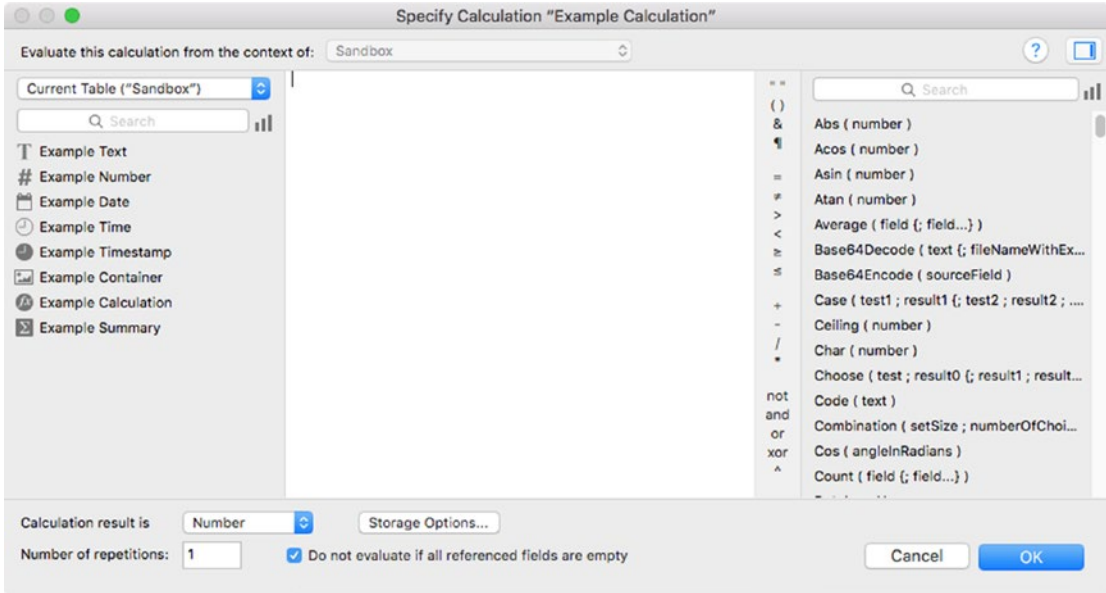 Specify Calculation “Example Calculation”
Evaluate this calculation from the context of:
Sandbox
?
Current Table (“Sandbox”)
Search
T Example Text
# Example Number
Example Date
Example Time
Example Timestamp
Example Container
fx Example Calculation
Σ Example Summary
" "
( )
&
¶
=
≠
>
<
≥
≤
+
-
/
*
not
and
or
xor
^
Search
Abs ( number )
Acos ( number )
Asin ( number )
Atan ( number )
Average ( field {; field...} )
Base64Decode ( text {; fileNameWithEx...
Base64Encode ( sourceField )
Case ( test1 ; result1 {; test2 ; result2 ; ....
Ceiling ( number )
Char ( number )
Choose ( test ; result0 {; result1 ; result...
Code ( text )
Combination ( setSize ; numberOfChoi...
Cos ( angleInRadians )
Count ( field {; field...} )
Calculation result is
Number
Storage Options...
Number of repetitions:
1
Do not evaluate if all referenced fields are empty
Cancel
OK